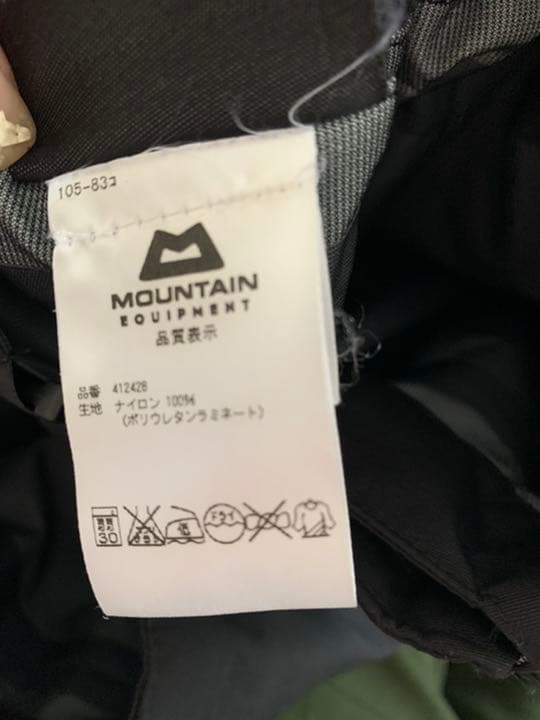 105-83コ
MOUNTAIN
EQUIPMENT
品質表示
品番 412428
生地 ナイロン 100%
(ポリウレタンラミネート)
30
低
ドライ